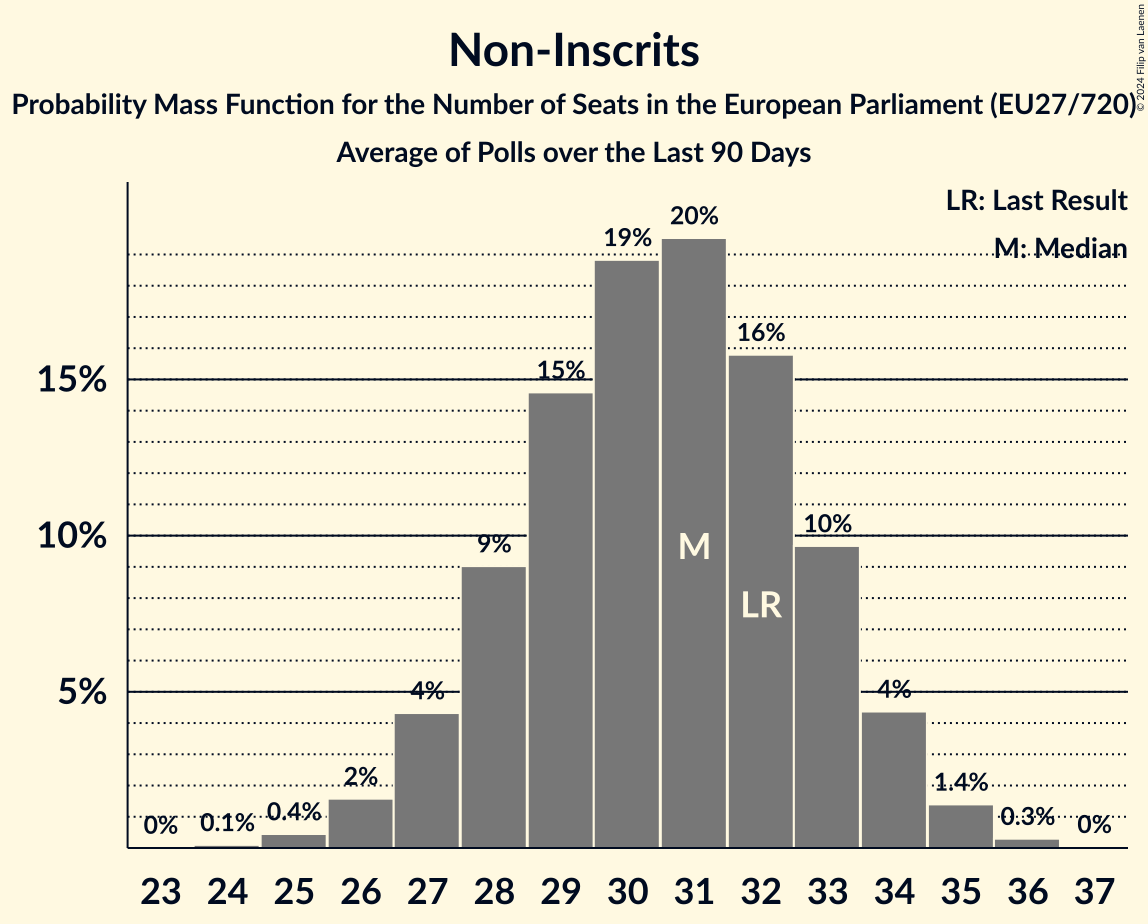 Non-Inscrits
Probability Mass Function for the Number of Seats in the European Parliament (EU27/720)
Average of Polls over the Last 90 Days
© 2024 Filip van Laenen
LR: Last Result
M: Median
20%
19%
16%
15%
15%
10%
10%
9%
M
LR
5%
4%
4%
2%
1.4%
0.4%
0.3%
0.1%
0%
0%
23 24 25 26 27 28 29 30 31 32 33 34 35 36 37